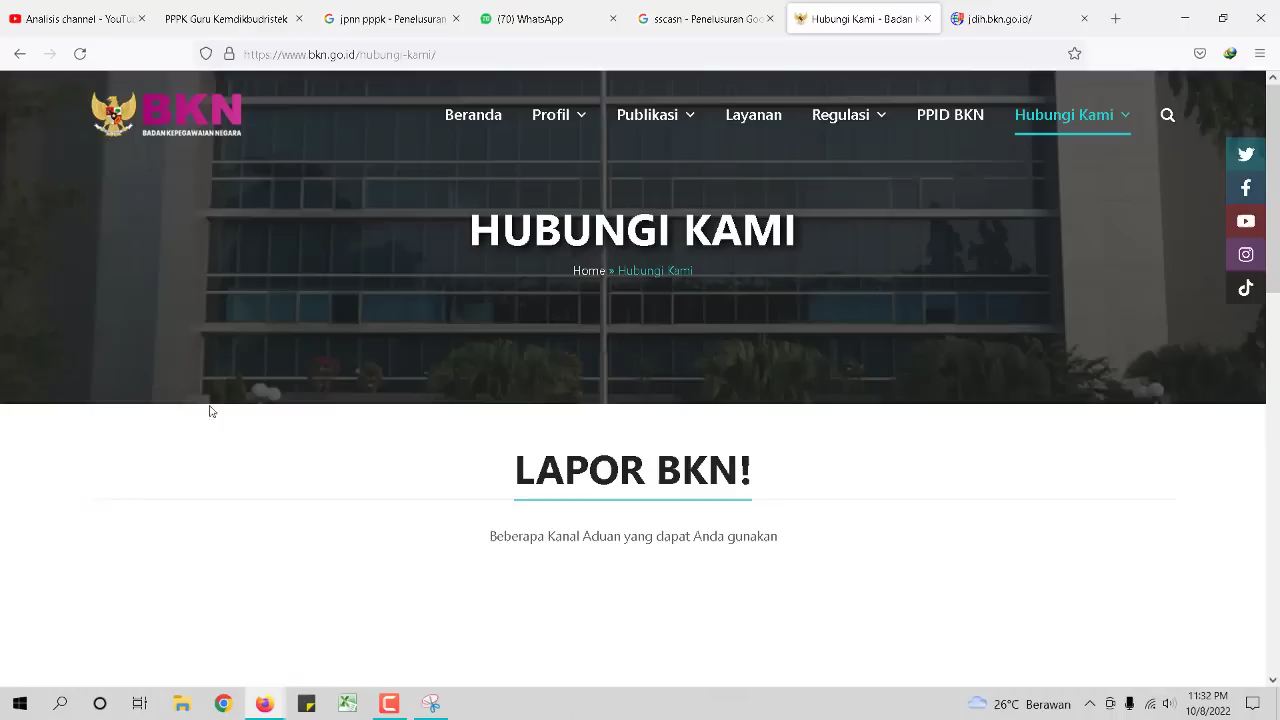 Analisis channel - YouTu
PPPK Guru Kemdikbudristek
jpnn pppk - Penelusuran
(70) WhatsApp
sscasn - Penelusuran Go
Hubungi Kami - Badan K
jdih.bkn.go.id/
https://www.bkn.go.id/hubungi-kami/
BKN
BADAN KEPEGAWAIAN NEGARA
Beranda
Profil
Publikasi
Layanan
Regulasi
PPID BKN
Hubungi Kami
HUBUNGI KAMI
Home » Hubungi Kami
LAPOR BKN!
Beberapa Kanal Aduan yang dapat Anda gunakan
26°C Berawan
11:32 PM
10/8/2022